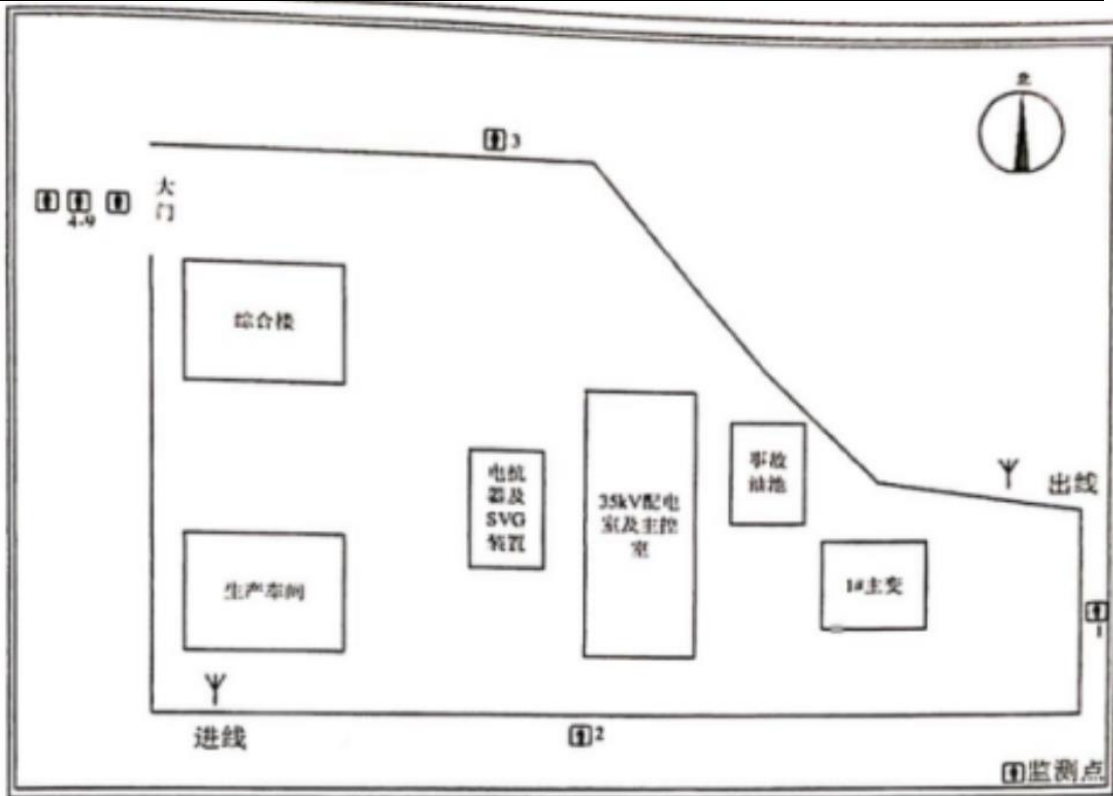 北
3
大
门
4-9
综合楼
电抗
器及
SVG
装置
35kV配电
室及主控
室
事故
油池
出线
1#主变
生产车间
1
进线
2
监测点